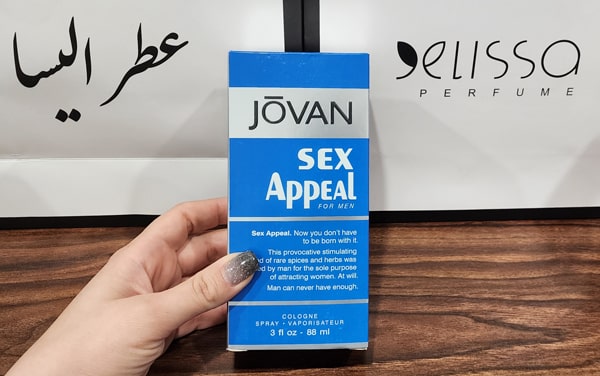 عطر الیسا
Delissa
PERFUME
JŌVAN
SEX
Appeal
FOR MEN
Sex Appeal. Now you don't have
to be born with it.
This provocative stimulating
of rare spices and herbs was
by man for the sole purpose
of attracting women. At will.
Man can never have enough.
COLOGNE
SPRAY - VAPORISATEUR
3 fl oz - 88 ml